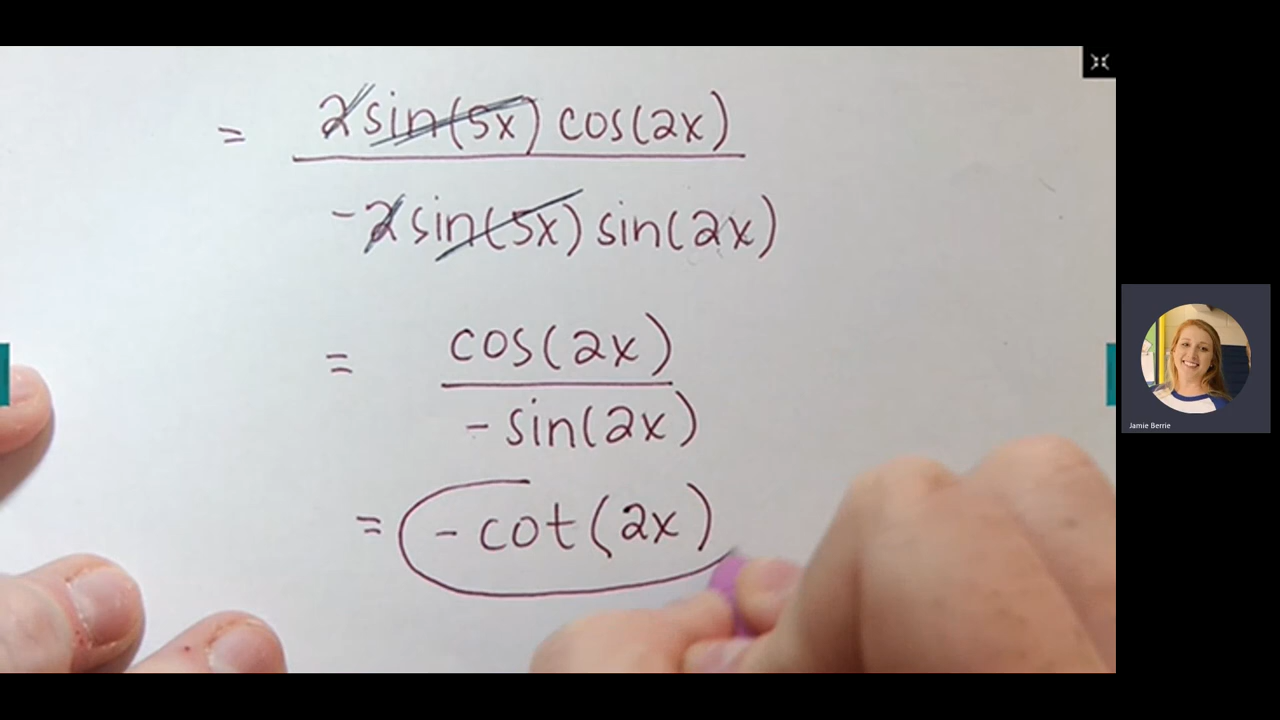 = 2sin(5x) cos(2x)
-2sin(5x) sin(2x)
= cos(2x)
-sin(2x)
= -cot(2x)
Jamie Berrie